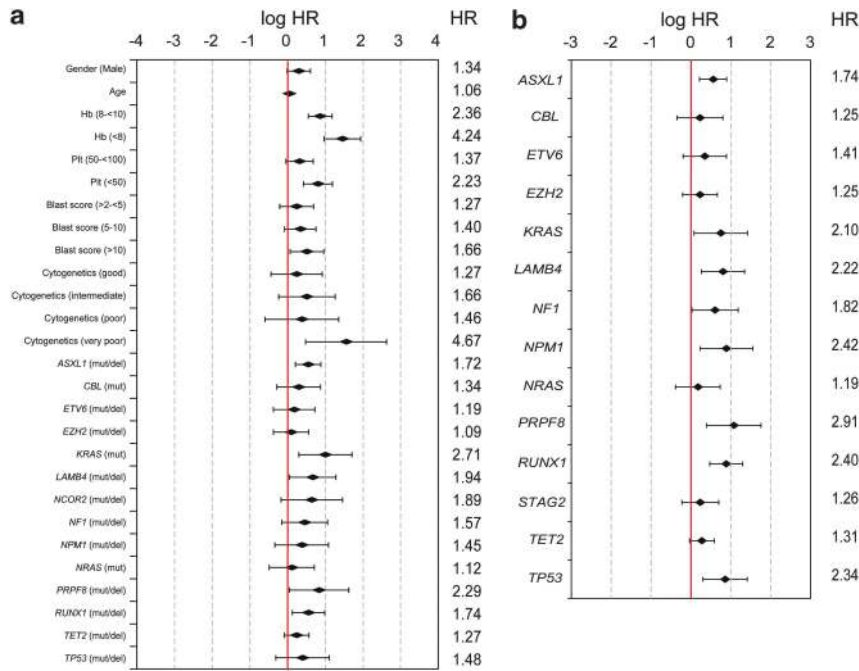 a
log HR HR
-4 -3 -2 -1 0 1 2 3 4
Gender (Male) 1.34
Age 1.06
Hb (8-<10) 2.36
Hb (<8) 4.24
Plt (50-<100) 1.37
Plt (<50) 2.23
Blast score (>2-<5) 1.27
Blast score (5-10) 1.40
Blast score (>10) 1.66
Cytogenetics (good) 1.27
Cytogenetics (intermediate) 1.66
Cytogenetics (poor) 1.46
Cytogenetics (very poor) 4.67
ASXL1 (mut/del) 1.72
CBL (mut) 1.34
ETV6 (mut/del) 1.19
EZH2 (mut/del) 1.09
KRAS (mut) 2.71
LAMB4 (mut/del) 1.94
NCOR2 (mut/del) 1.89
NF1 (mut/del) 1.57
NPM1 (mut/del) 1.45
NRAS (mut/del) 1.12
PRPF8 (mut/del) 2.29
RUNX1 (mut/del) 1.74
TET2 (mut/del) 1.27
TP53 (mut/del) 1.48
b
log HR HR
-3 -2 -1 0 1 2 3
ASXL1 1.74
CBL 1.25
ETV6 1.41
EZH2 1.25
KRAS 2.10
LAMB4 2.22
NF1 1.82
NPM1 2.42
NRAS 1.19
PRPF8 2.91
RUNX1 2.40
STAG2 1.26
TET2 1.31
TP53 2.34